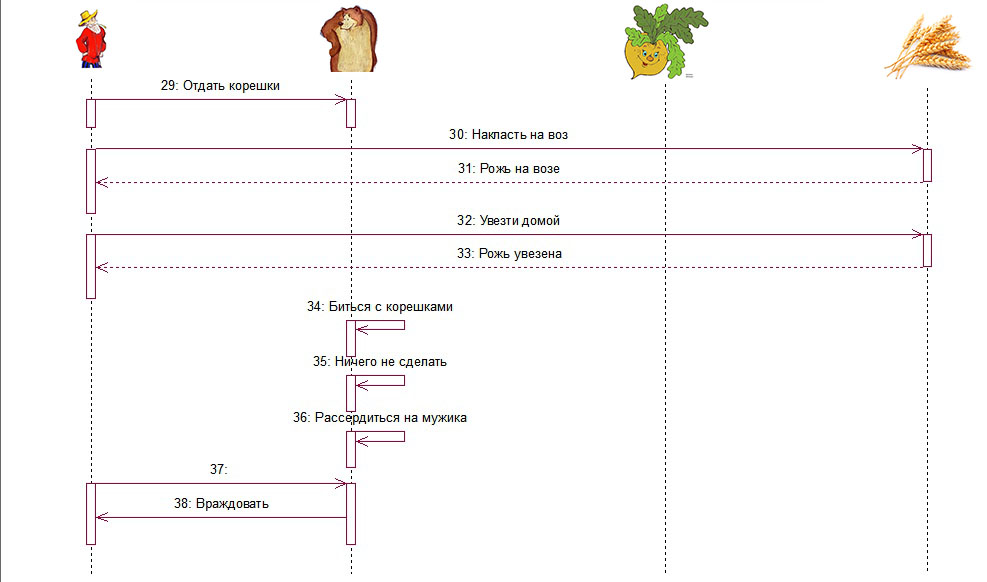 29: Отдать корешки
30: Накласть на воз
31: Рожь на возе
32: Увезти домой
33: Рожь увезена
34: Биться с корешками
35: Ничего не сделать
36: Рассердиться на мужика
37:
38: Враждовать